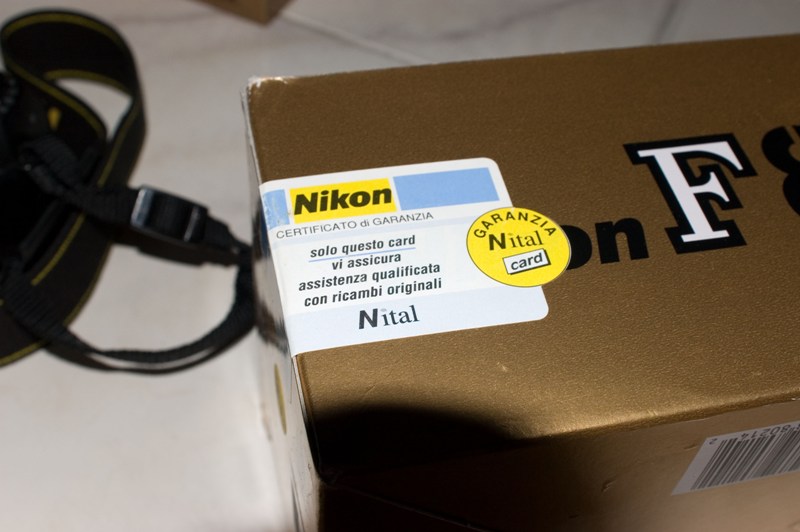 Nikon
CERTIFICATO di GARANZIA
solo questo card
vi assicura
assistenza qualificata
con ricambi originali
Nital
GARANZIA
Nital
card
on F